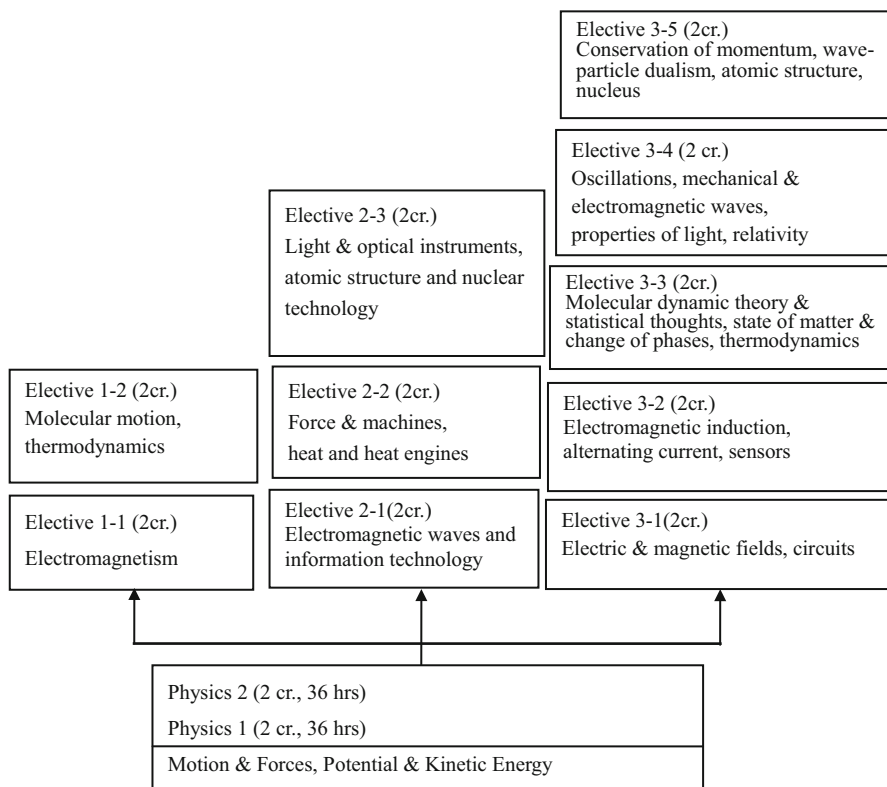 Elective 3-5 (2cr.)
Conservation of momentum, wave-
particle dualism, atomic structure,
nucleus
Elective 3-4 (2 cr.)
Oscillations, mechanical &
electromagnetic waves,
properties of light, relativity
Elective 2-3 (2cr.)
Light & optical instruments,
atomic structure and nuclear
technology
Elective 3-3 (2cr.)
Molecular dynamic theory &
statistical thoughts, state of matter &
change of phases, thermodynamics
Elective 1-2 (2cr.)
Molecular motion,
thermodynamics
Elective 2-2 (2cr.)
Force & machines,
heat and heat engines
Elective 3-2 (2cr.)
Electromagnetic induction,
alternating current, sensors
Elective 1-1 (2cr.)
Electromagnetism
Elective 2-1(2cr.)
Electromagnetic waves and
information technology
Elective 3-1(2cr.)
Electric & magnetic fields, circuits
Physics 2 (2 cr., 36 hrs)
Physics 1 (2 cr., 36 hrs)
Motion & Forces, Potential & Kinetic Energy